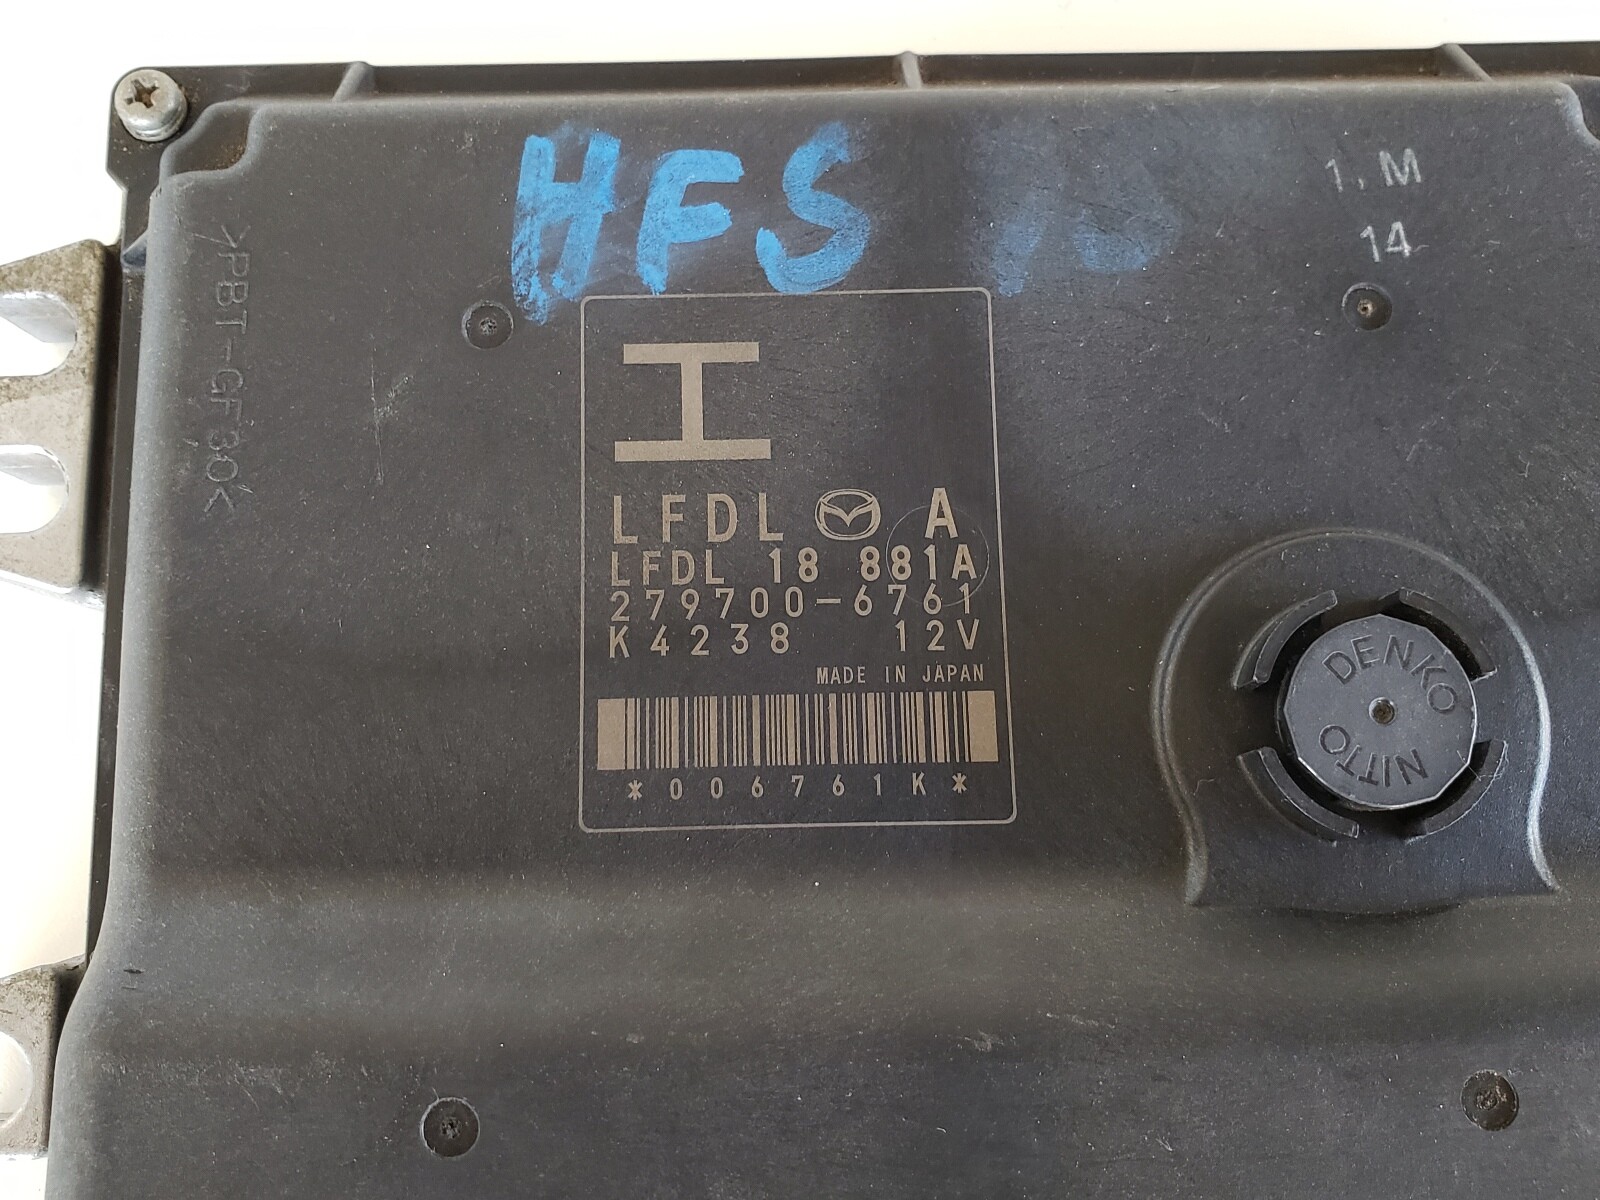 HFS
1. M
14
>PBT-GF30<
I
LFDL A
LFDL 18 881A
279700-6761
K4238 12V
MADE IN JAPAN
*006761K*
DENKO
NITTO